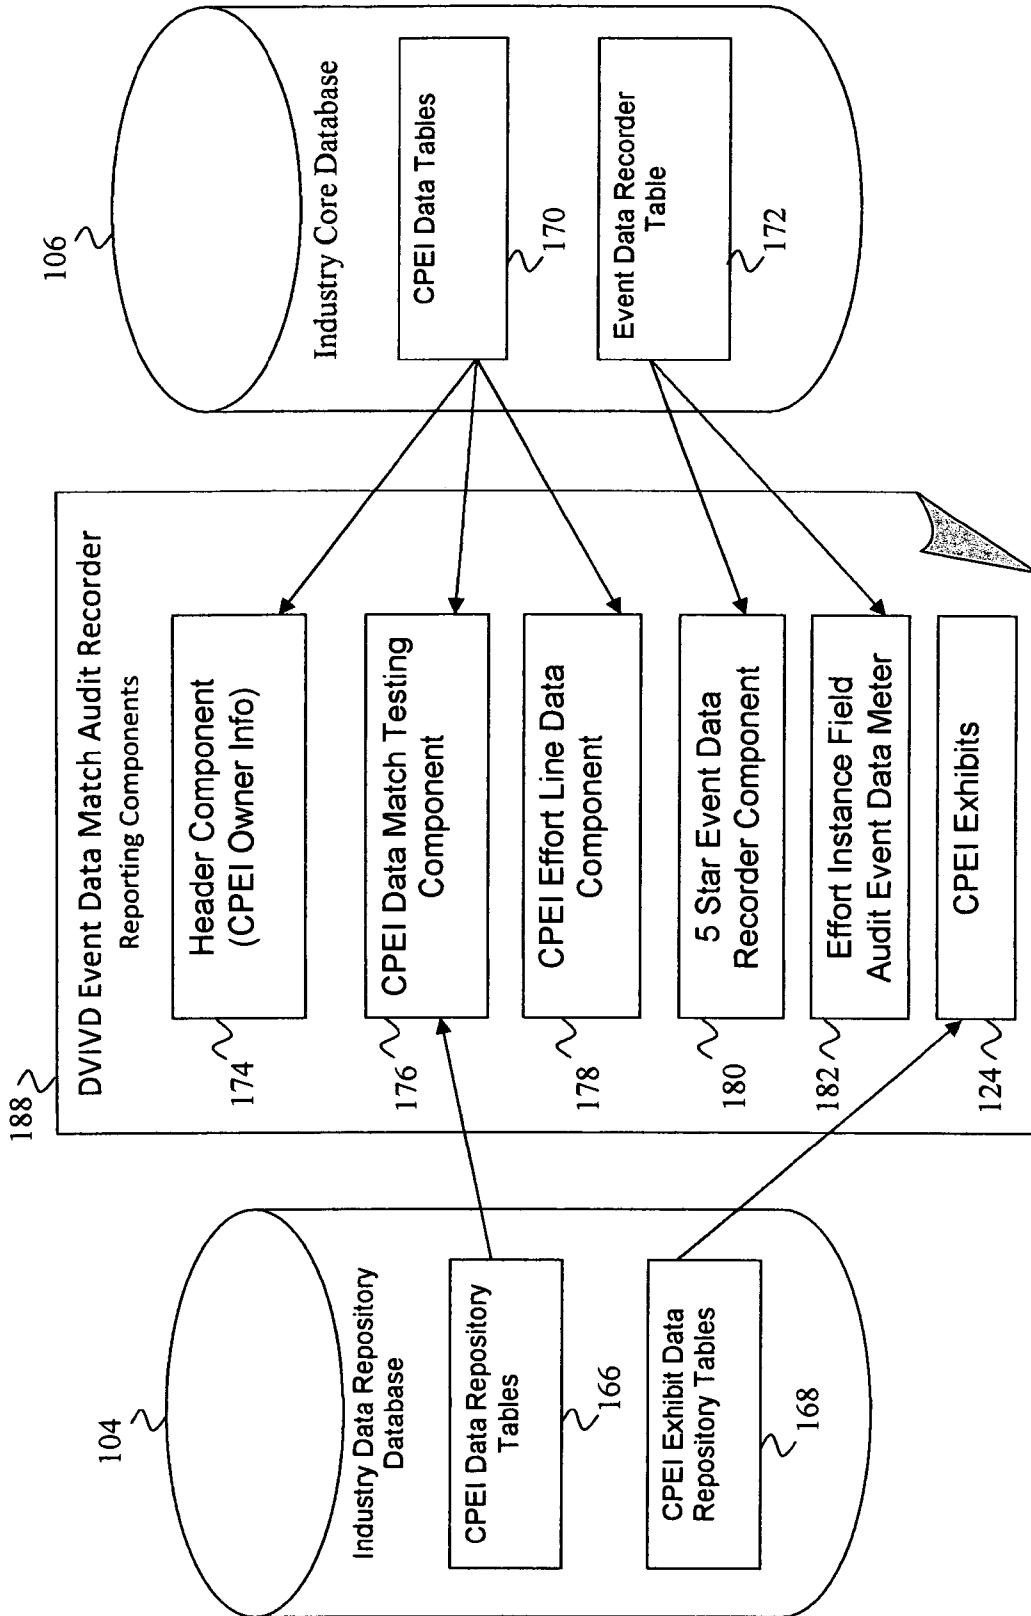 188
DVIVD Event Data Match Audit Recorder
Reporting Components
104
Industry Data Repository
Database
CPEI Data Repository
Tables
166
CPEI Exhibit Data
Repository Tables
168
Header Component
(CPEI Owner Info)
174
CPEI Data Match Testing
Component
176
CPEI Effort Line Data
Component
178
5 Star Event Data
Recorder Component
180
Effort Instance Field
Audit Event Data Meter
182
CPEI Exhibits
124
106
Industry Core Database
CPEI Data Tables
170
Event Data Recorder
Table
172